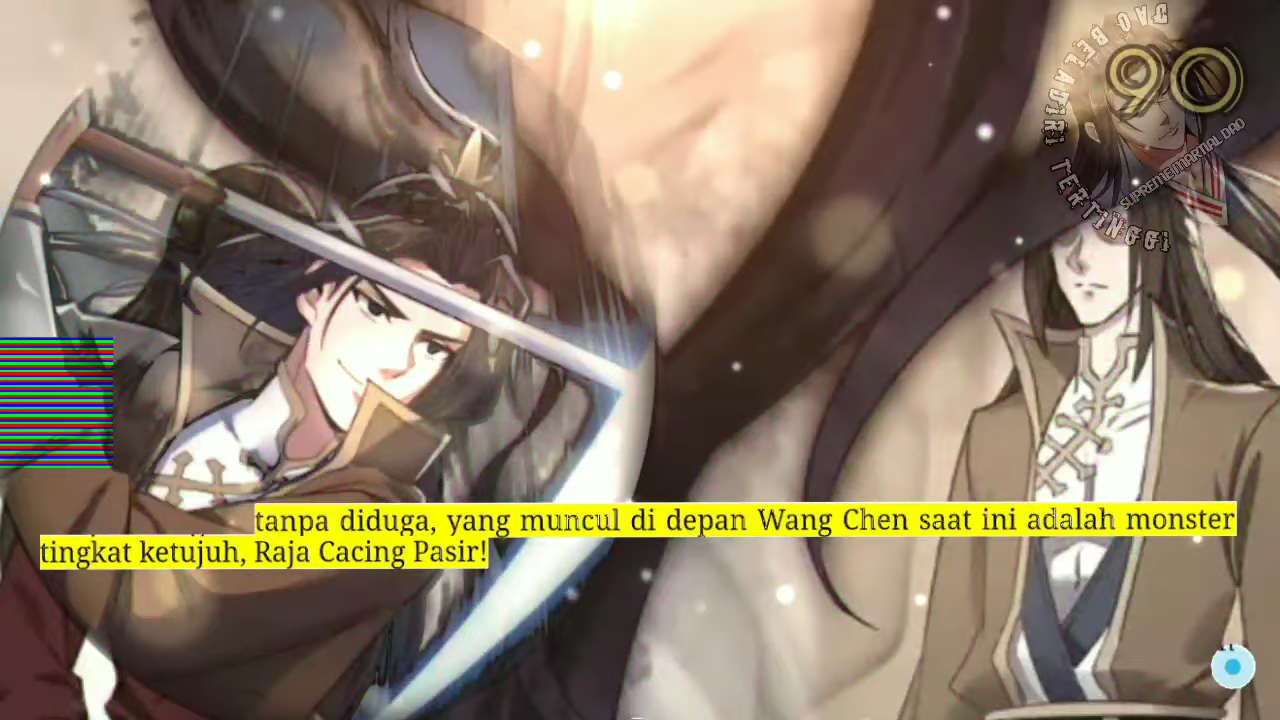 DAO BELADIRI TERTINGGI
90
SUPREME MARTIAL DAO
tanpa diduga, yang muncul di depan Wang Chen saat ini adalah monster
tingkat ketujuh, Raja Cacing Pasir!